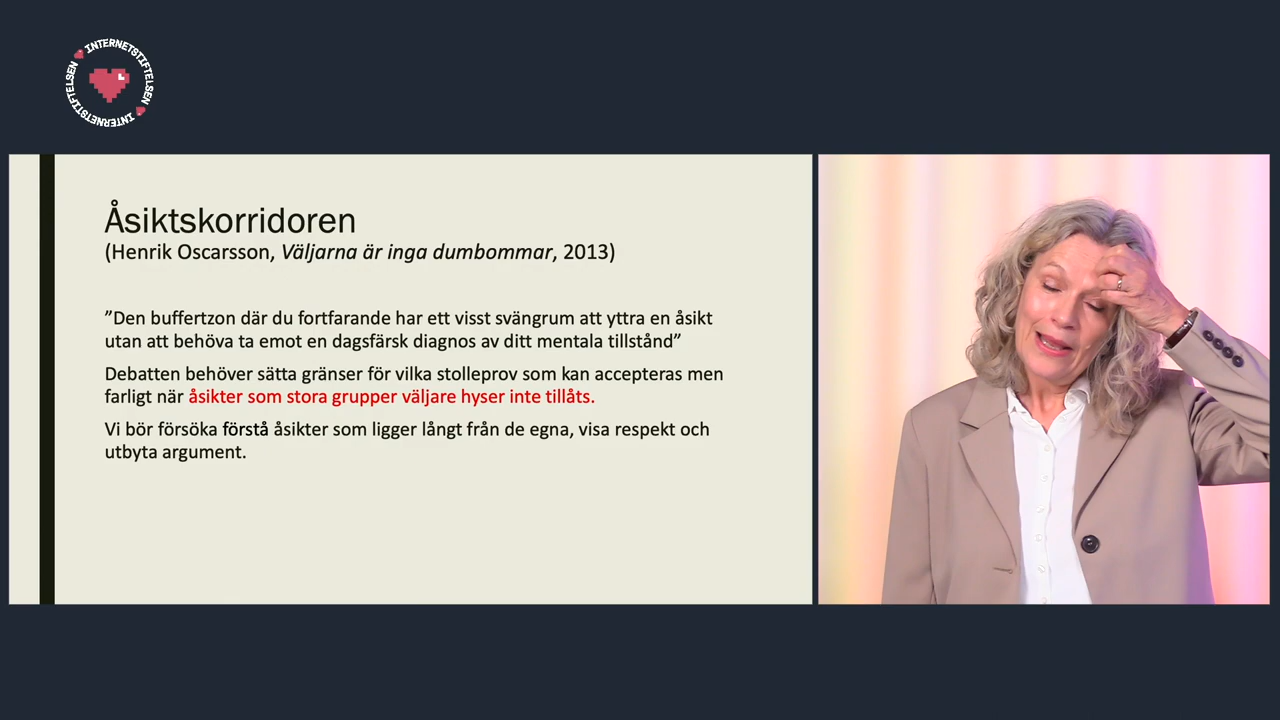 INTERNETSTIFTELSEN
INTERNETSTIFTELSEN
Åsiktskorridoren
(Henrik Oscarsson, Väljarna är inga dumbommar, 2013)
”Den buffertzon där du fortfarande har ett visst svängrum att yttra en åsikt
utan att behöva ta emot en dagsfärsk diagnos av ditt mentala tillstånd”
Debatten behöver sätta gränser för vilka stolleprov som kan accepteras men
farligt när åsikter som stora grupper väljare hyser inte tillåts.
Vi bör försöka förstå åsikter som ligger långt från de egna, visa respekt och
utbyta argument.